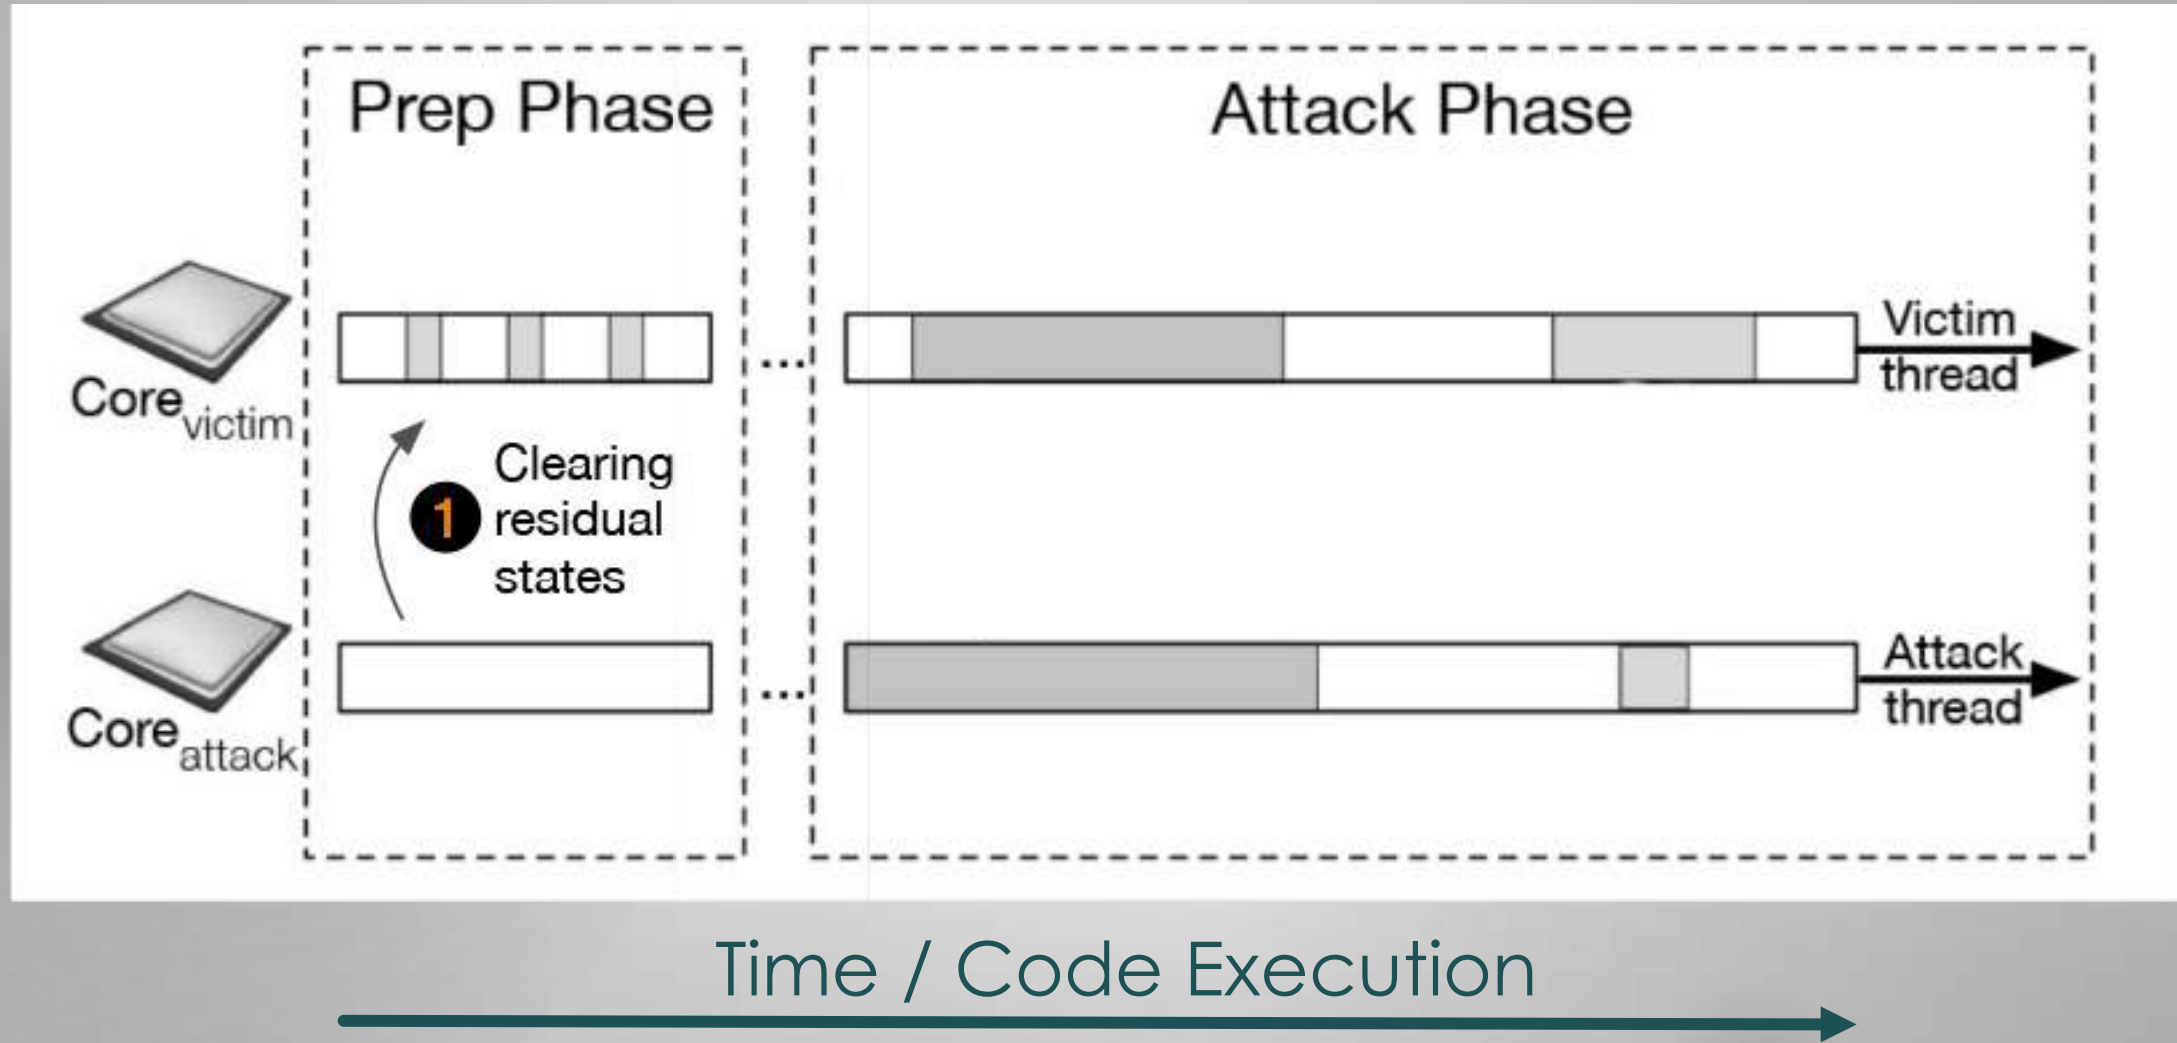 Prep Phase
Attack Phase
Core victim
...
Victim
thread
1
Clearing
residual
states
Core attack
...
Attack
thread
Time / Code Execution